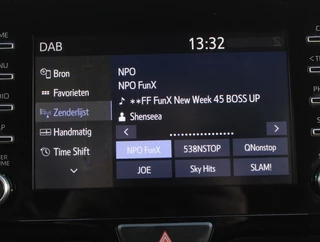 DAB
13:32
Bron
Favorieten
Zenderlijst
Handmatig
Time Shift
NPO
NPO FunX
**FF FunX New Week 45 BOSS UP
Shenseea
NPO FunX
538NSTOP
QNonstop
JOE
Sky Hits
SLAM!